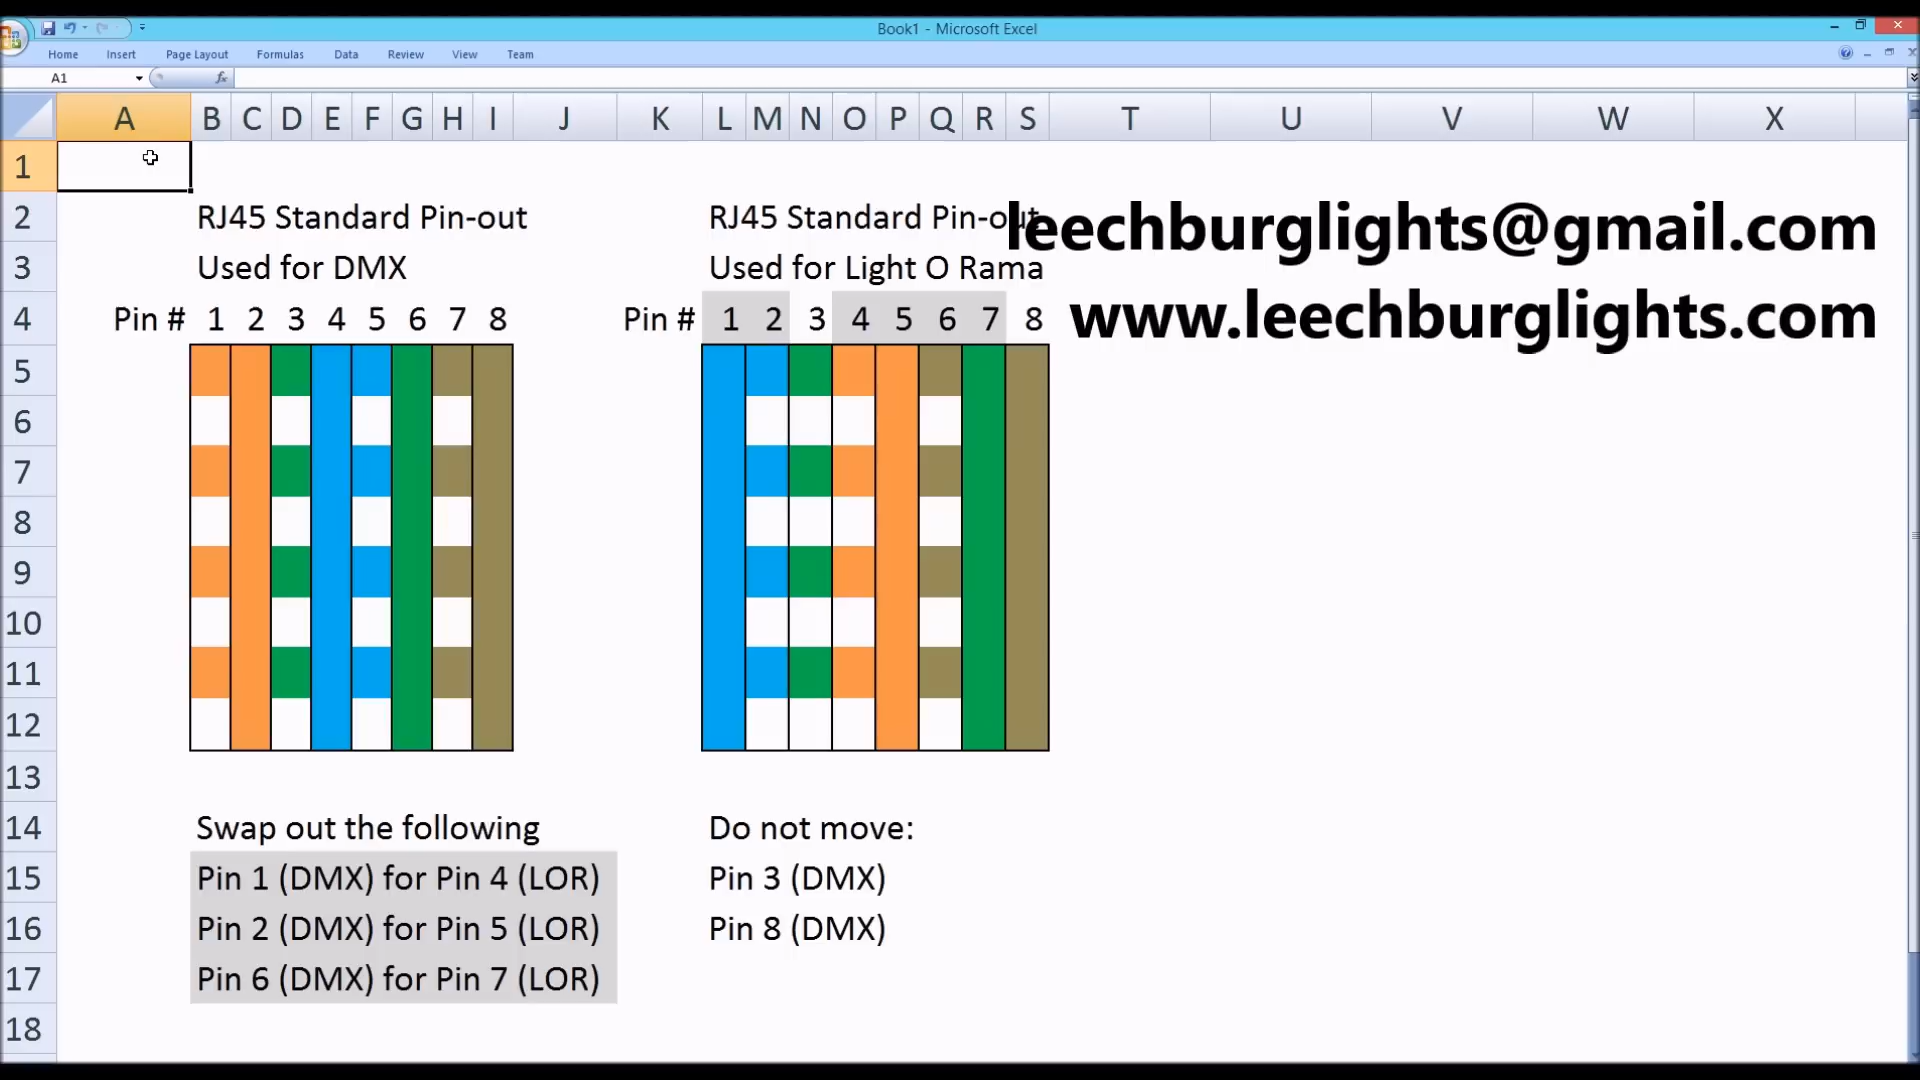 Book1 - Microsoft Excel
Home Insert Page Layout Formulas Data Review View Team
A1 fx
A B C D E F G H I J K L M N O P Q R S T U V W X
1
2 RJ45 Standard Pin-out RJ45 Standard Pin-out leechburglights@gmail.com
3 Used for DMX Used for Light O Rama
www.leechburglights.com
4 Pin # 1 2 3 4 5 6 7 8 Pin # 1 2 3 4 5 6 7 8
5
6
7
8
9
10
11
12
13
14 Swap out the following Do not move:
15 Pin 1 (DMX) for Pin 4 (LOR) Pin 3 (DMX)
16 Pin 2 (DMX) for Pin 5 (LOR) Pin 8 (DMX)
17 Pin 6 (DMX) for Pin 7 (LOR)
18